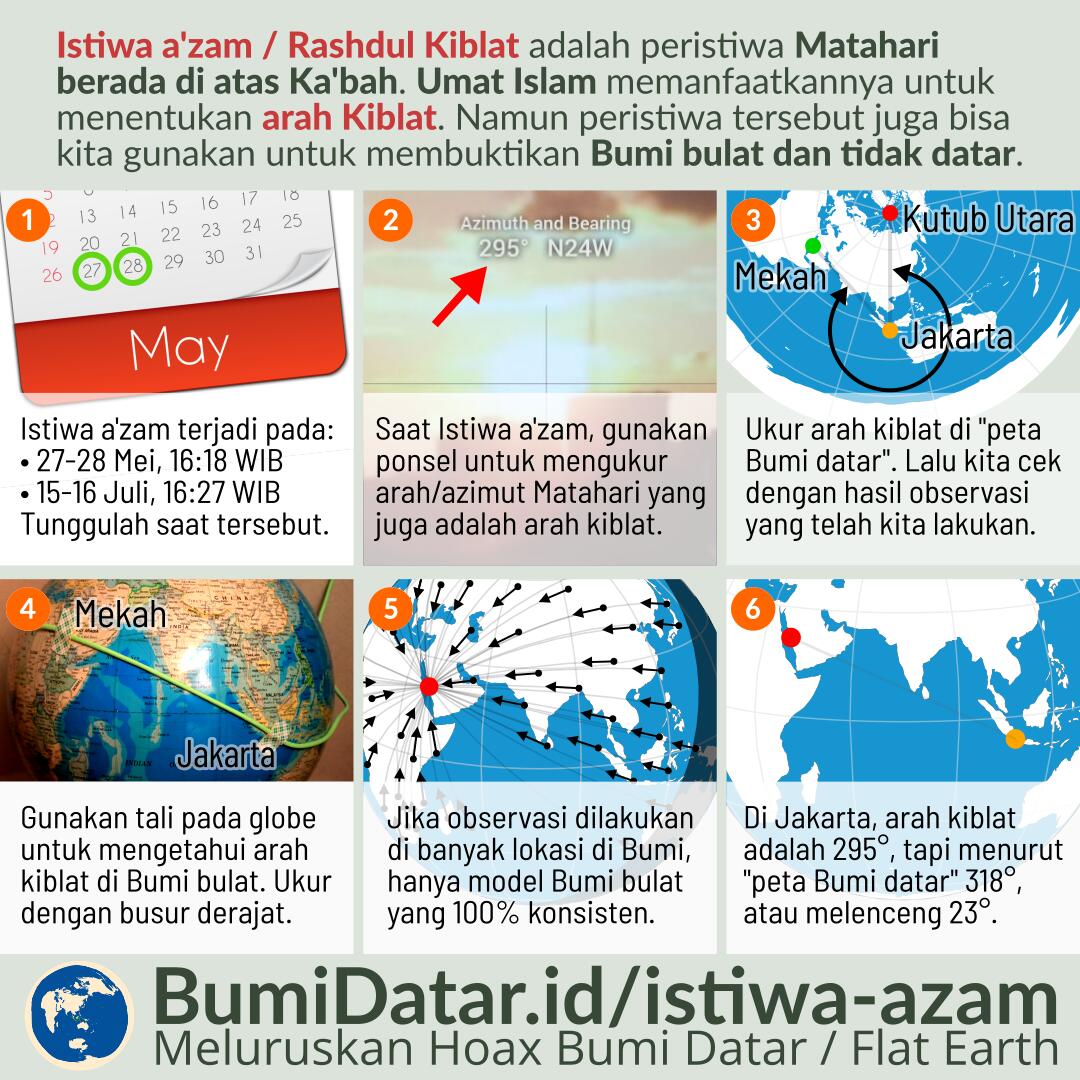 Istiwa a'zam / Rashdul Kiblat adalah peristiwa Matahari
berada di atas Ka'bah. Umat Islam memanfaatkannya untuk
menentukan arah Kiblat. Namun peristiwa tersebut juga bisa
kita gunakan untuk membuktikan Bumi bulat dan tidak datar.
1
13 14 15 16 17 18
19 20 21 22 23 24 25
26 27 28 29 30 31
May
Istiwa a'zam terjadi pada:
• 27-28 Mei, 16:18 WIB
• 15-16 Juli, 16:27 WIB
Tunggulah saat tersebut.
2
Azimuth and Bearing
295° N24W
Saat Istiwa a'zam, gunakan
ponsel untuk mengukur
arah/azimut Matahari yang
juga adalah arah kiblat.
3
Kutub Utara
Mekah
Jakarta
Ukur arah kiblat di "peta
Bumi datar". Lalu kita cek
dengan hasil observasi
yang telah kita lakukan.
4
Mekah
CHINA
INDIA
Jakarta
INDIAN
Gunakan tali pada globe
untuk mengetahui arah
kiblat di Bumi bulat. Ukur
dengan busur derajat.
5
Jika observasi dilakukan
di banyak lokasi di Bumi,
hanya model Bumi bulat
yang 100% konsisten.
6
Di Jakarta, arah kiblat
adalah 295°, tapi menurut
"peta Bumi datar" 318°,
atau melenceng 23°.
BumiDatar.id/istiwa-azam
Meluruskan Hoax Bumi Datar / Flat Earth